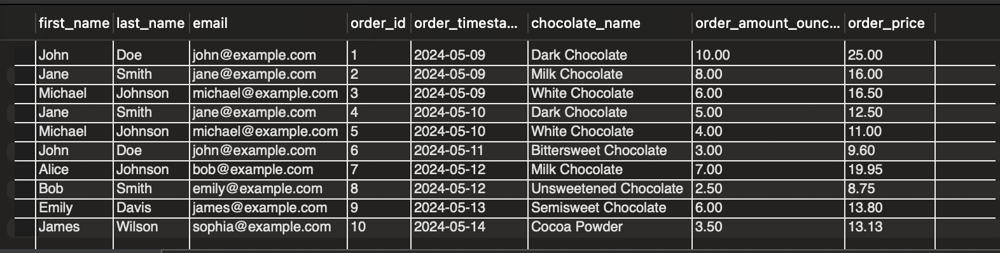 first_name last_name email order_id order_timesta... chocolate_name order_amount_ounc... order_price
John Doe john@example.com 1 2024-05-09 Dark Chocolate 10.00 25.00
Jane Smith jane@example.com 2 2024-05-09 Milk Chocolate 8.00 16.00
Michael Johnson michael@example.com 3 2024-05-09 White Chocolate 6.00 16.50
Jane Smith jane@example.com 4 2024-05-10 Dark Chocolate 5.00 12.50
Michael Johnson michael@example.com 5 2024-05-10 White Chocolate 4.00 11.00
John Doe john@example.com 6 2024-05-11 Bittersweet Chocolate 3.00 9.60
Alice Johnson bob@example.com 7 2024-05-12 Milk Chocolate 7.00 19.95
Bob Smith emily@example.com 8 2024-05-12 Unsweetened Chocolate 2.50 8.75
Emily Davis james@example.com 9 2024-05-13 Semisweet Chocolate 6.00 13.80
James Wilson sophia@example.com 10 2024-05-14 Cocoa Powder 3.50 13.13